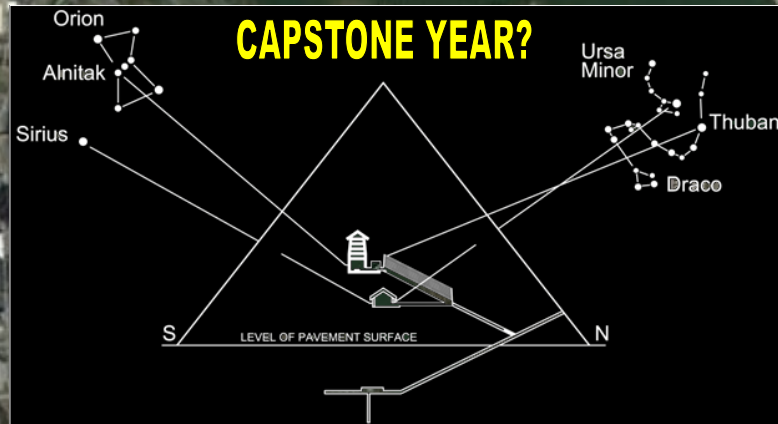 CAPSTONE YEAR?
Orion
Alnitak
Sirius
Ursa
Minor
Thuban
Draco
S
LEVEL OF PAVEMENT SURFACE
N